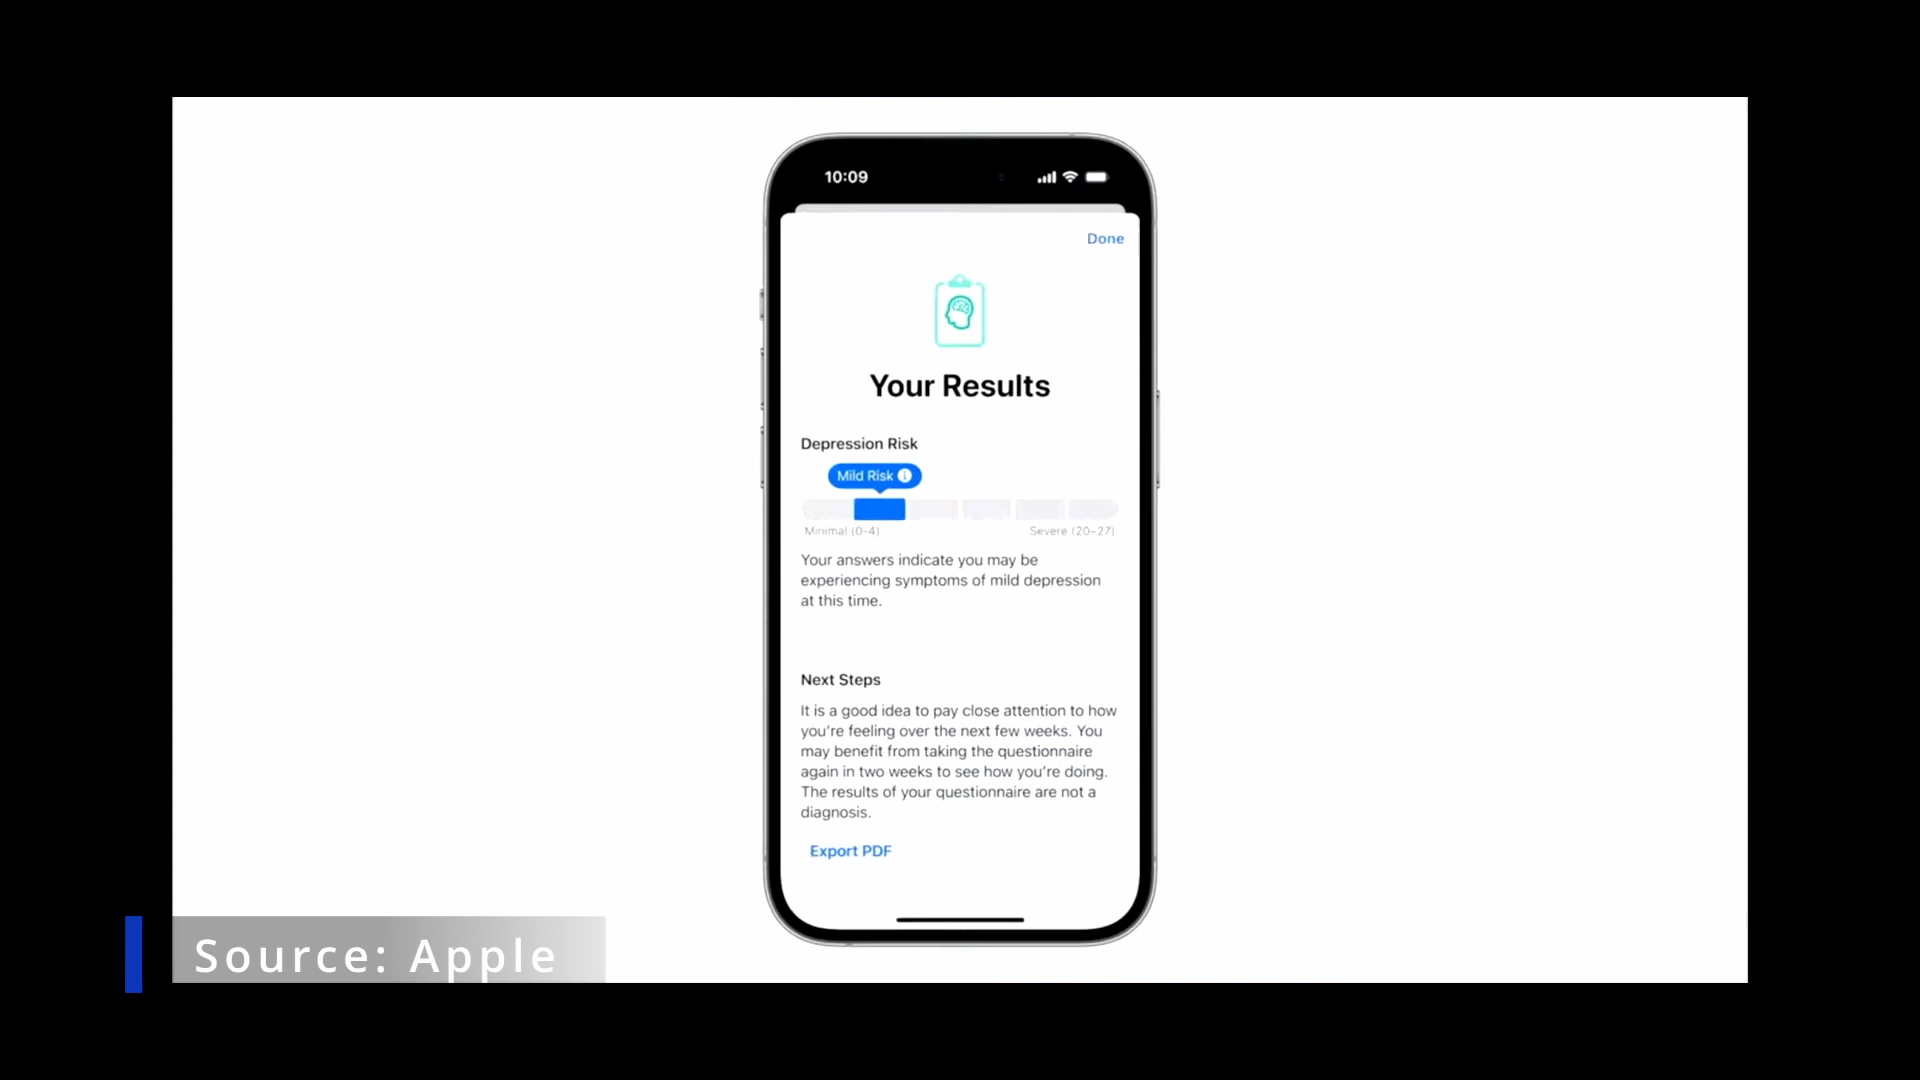 10:09
Done
Your Results
Depression Risk
Mild Risk
Minimal (0-4)
Severe (20-27)
Your answers indicate you may be
experiencing symptoms of mild depression
at this time.
Next Steps
It is a good idea to pay close attention to how
you're feeling over the next few weeks. You
may benefit from taking the questionnaire
again in two weeks to see how you're doing.
The results of your questionnaire are not a
diagnosis.
Export PDF
Source: Apple